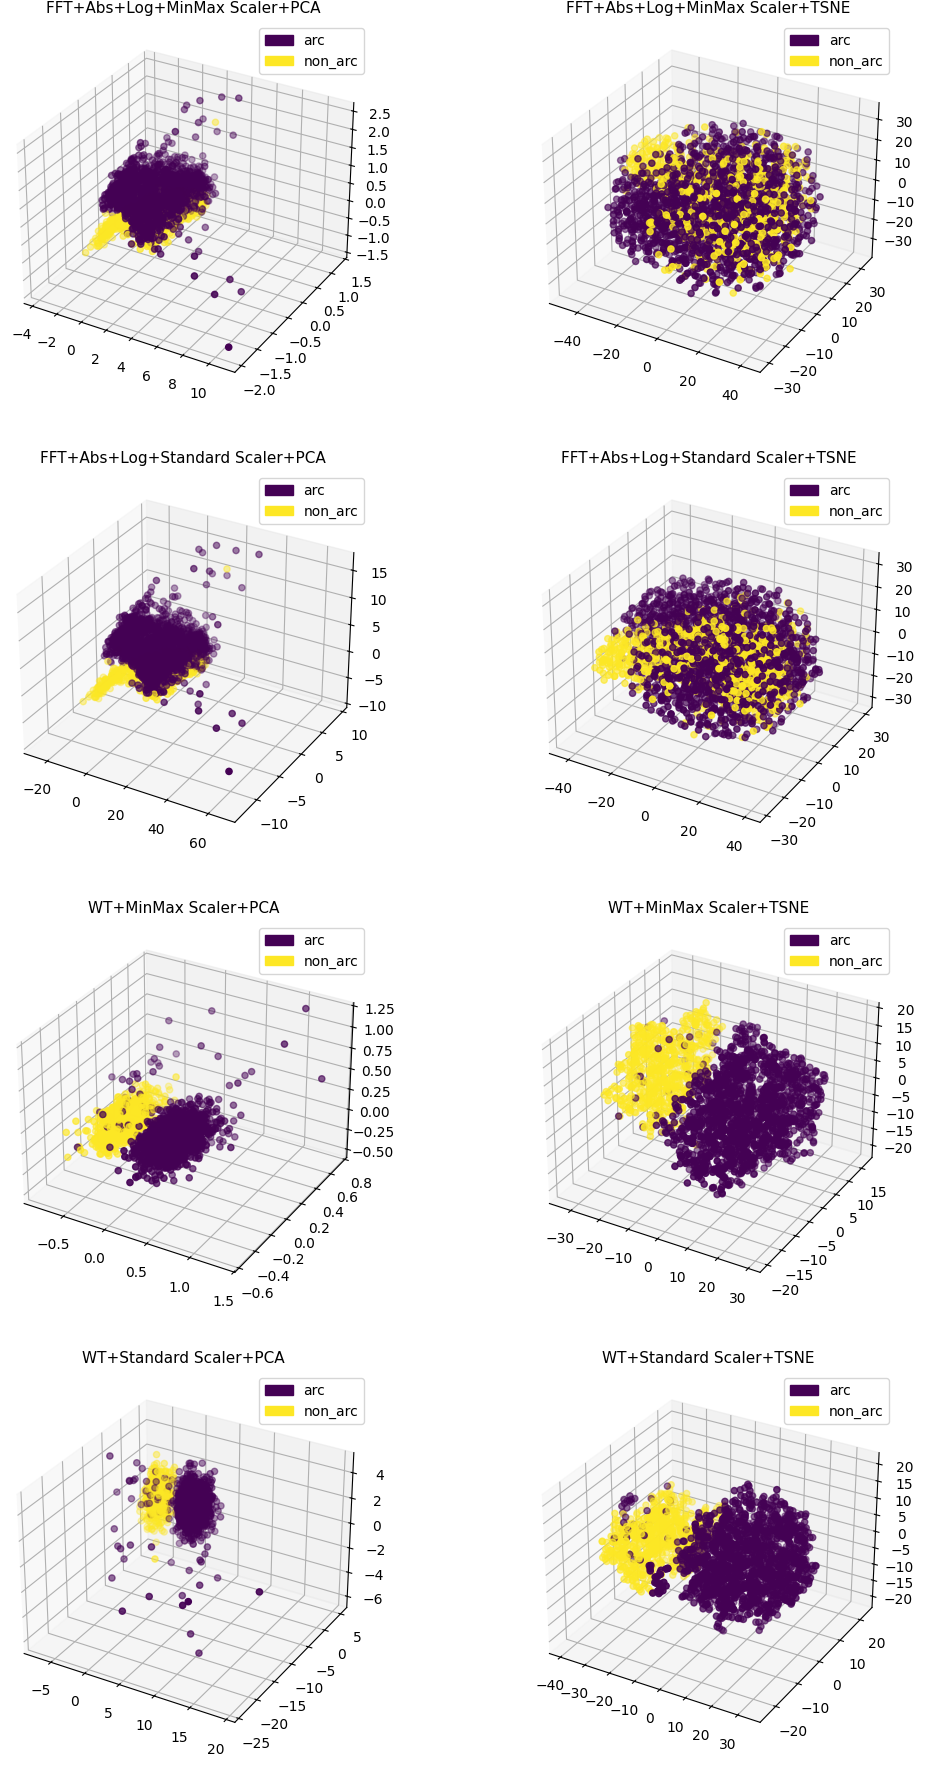 FFT+Abs+Log+MinMax Scaler+PCA
arc
non_arc
2.5
2.0
1.5
1.0
0.5
0.0
−0.5
−1.0
−1.5
−4 −2 0 2 4 6 8 10
−2.0 −1.5 −1.0 −0.5 0.0 0.5 1.0 1.5
FFT+Abs+Log+MinMax Scaler+TSNE
arc
non_arc
30
20
10
0
−10
−20
−30
−40 −20 0 20 40
−30 −20 −10 0 10 20 30
FFT+Abs+Log+Standard Scaler+PCA
arc
non_arc
15
10
5
0
−5
−10
−20 0 20 40 60
−10 −5 0 5 10
FFT+Abs+Log+Standard Scaler+TSNE
arc
non_arc
30
20
10
0
−10
−20
−30
−40 −20 0 20 40
−30 −20 −10 0 10 20 30
WT+MinMax Scaler+PCA
arc
non_arc
1.25
1.00
0.75
0.50
0.25
0.00
−0.25
−0.50
−0.5 0.0 0.5 1.0 1.5
−0.6 −0.4 −0.2 0.0 0.2 0.4 0.6 0.8
WT+MinMax Scaler+TSNE
arc
non_arc
20
15
10
5
0
−5
−10
−15
−20
−30 −20 −10 0 10 20 30
−20 −15 −10 −5 0 5 10 15
WT+Standard Scaler+PCA
arc
non_arc
4
2
0
−2
−4
−6
−5 0 5 10 15 20
−25 −20 −15 −10 −5 0 5
WT+Standard Scaler+TSNE
arc
non_arc
20
15
10
5
0
−5
−10
−15
−20
−40 −30 −20 −10 0 10 20 30
−20 −10 0 10 20